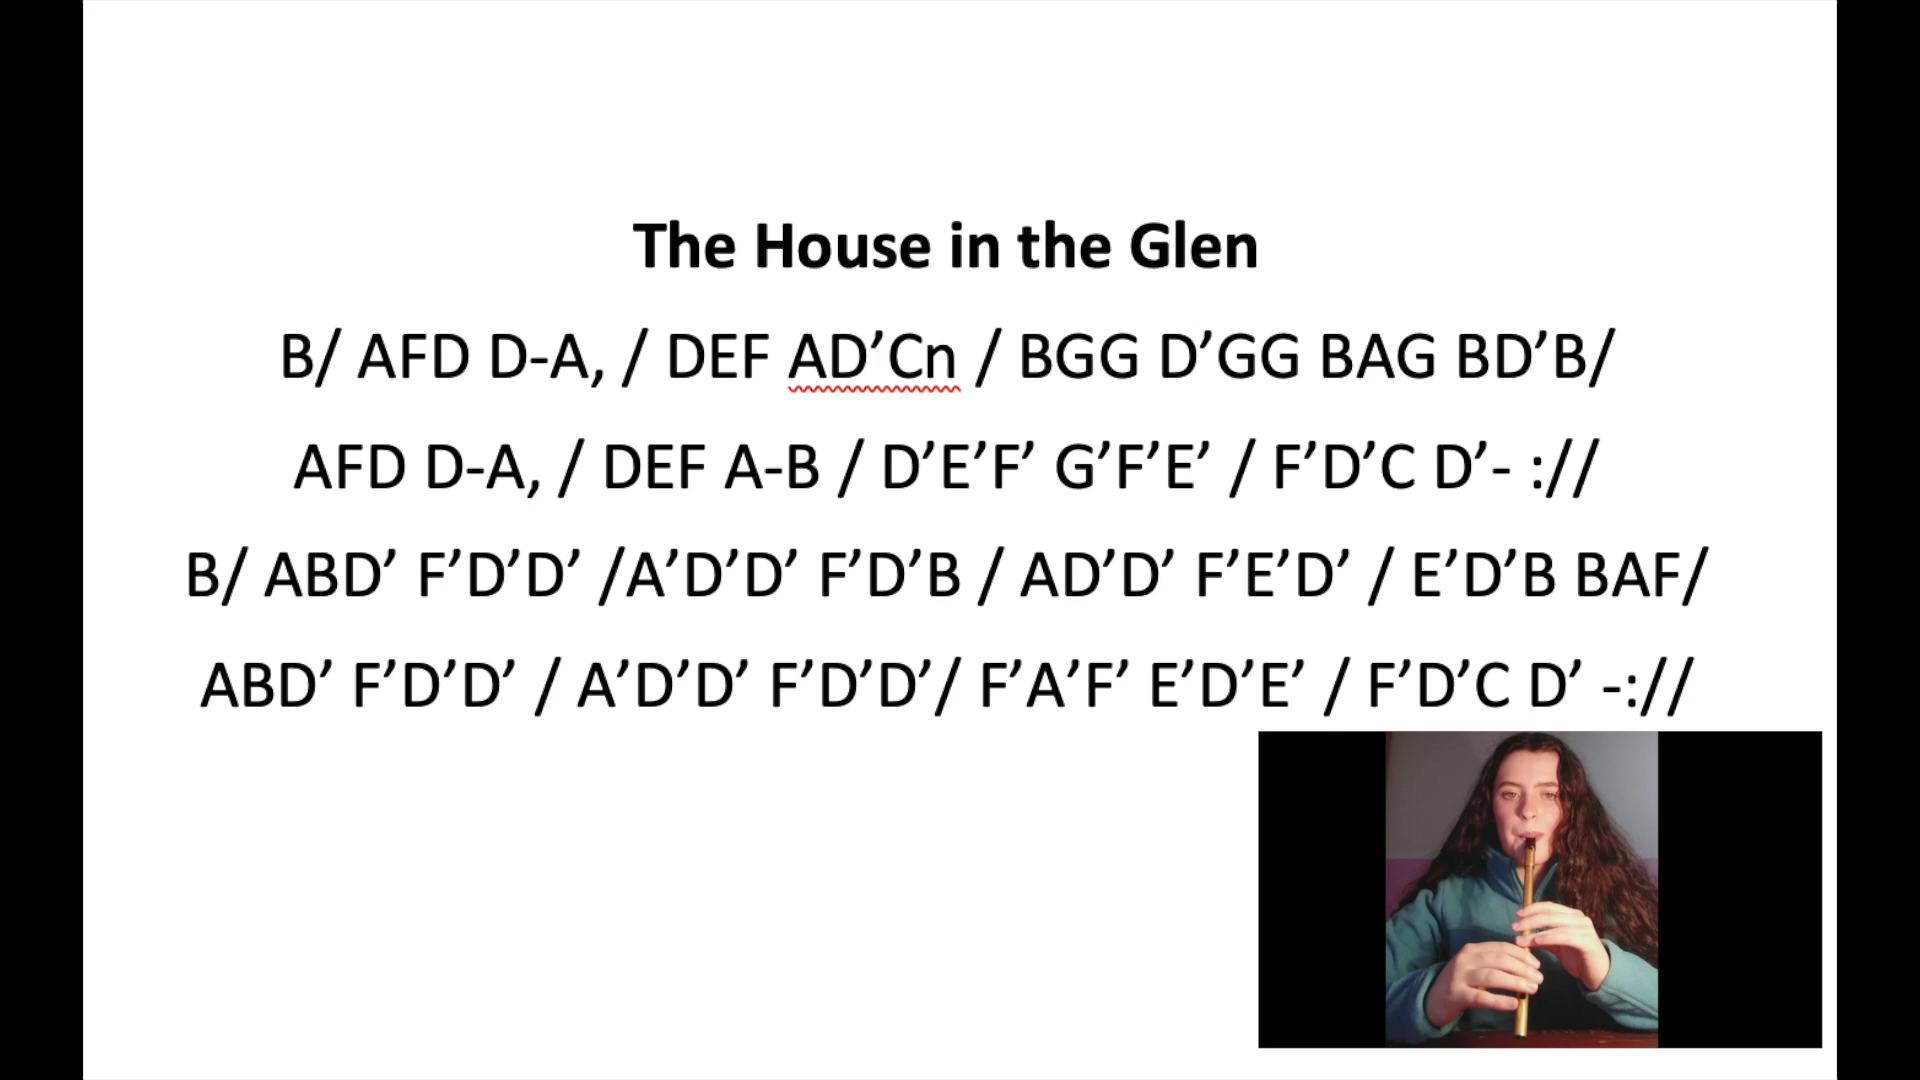 The House in the Glen
B/ AFD D-A, / DEF AD’Cn / BGG D’GG BAG BD’B/
AFD D-A, / DEF A-B / D’E’F’ G’F’E’ / F’D’C D’- ://
B/ ABD’ F’D’D’ /A’D’D’ F’D’B / AD’D’ F’E’D’ / E’D’B BAF/
ABD’ F’D’D’ / A’D’D’ F’D’D’/ F’A’F’ E’D’E’ / F’D’C D’ -://